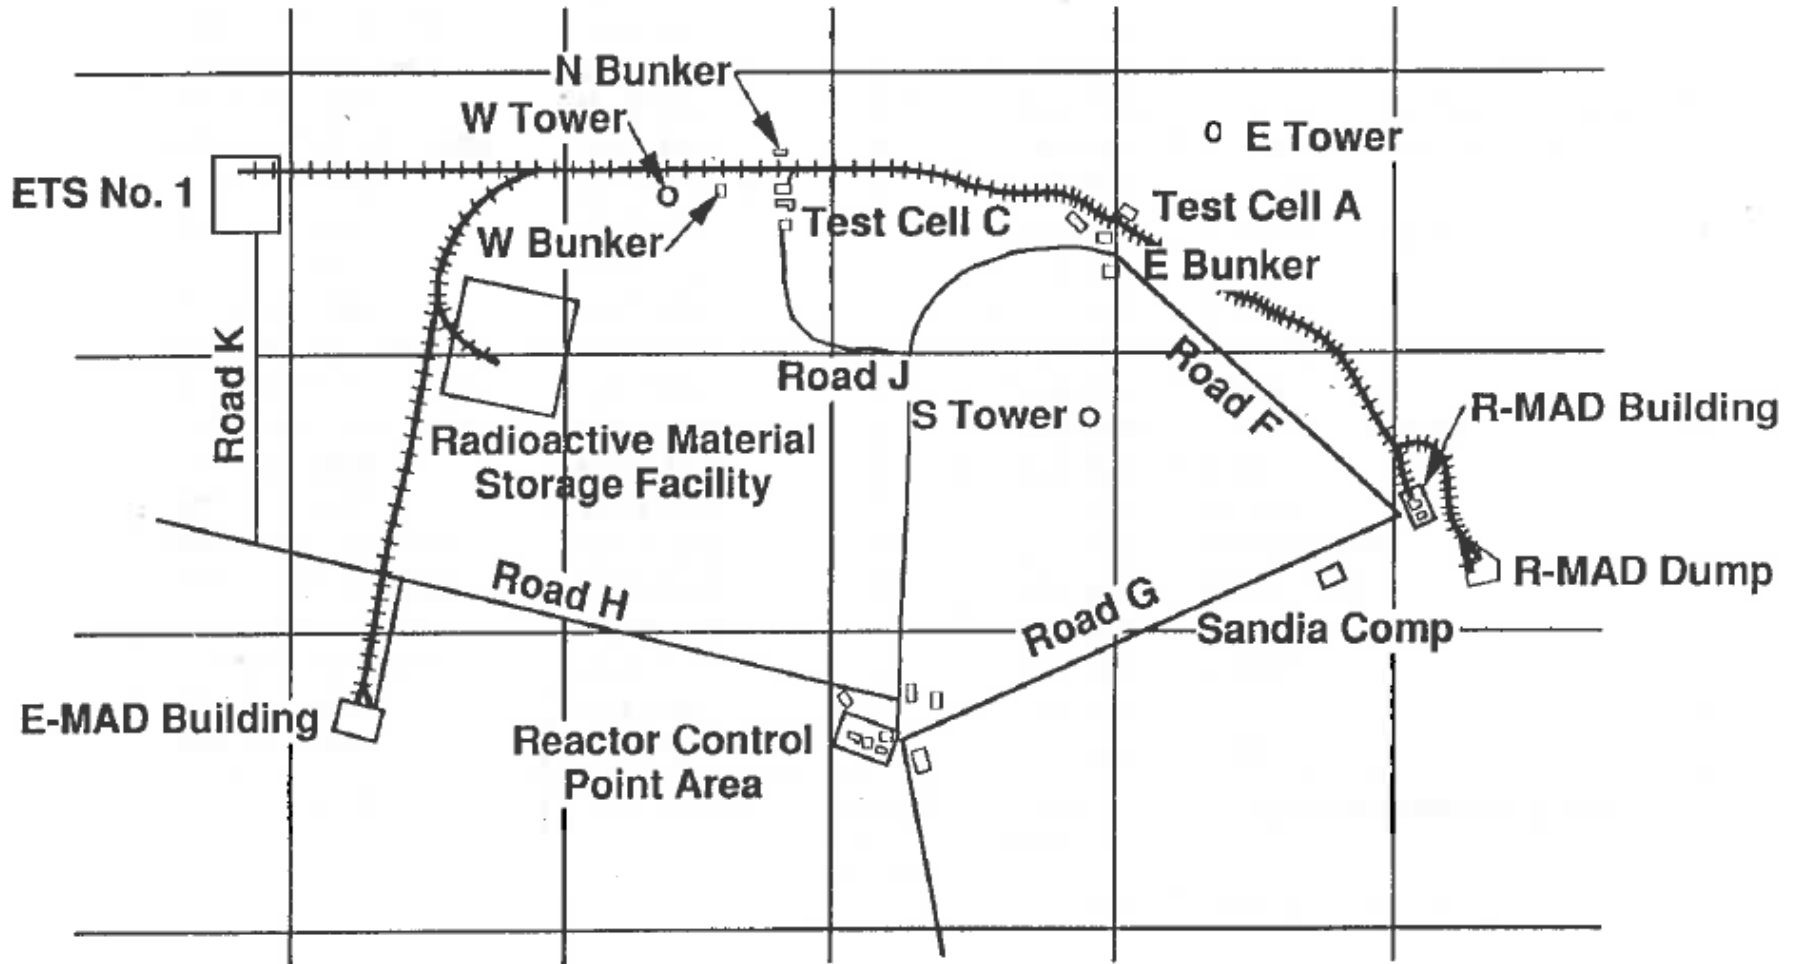 N Bunker
W Tower
E Tower
ETS No. 1
Test Cell A
Test Cell C
W Bunker
E Bunker
Road K
Road J
Road F
S Tower
R-MAD Building
Radioactive Material
Storage Facility
R-MAD Dump
Road H
Road G
Sandia Comp
E-MAD Building
Reactor Control
Point Area